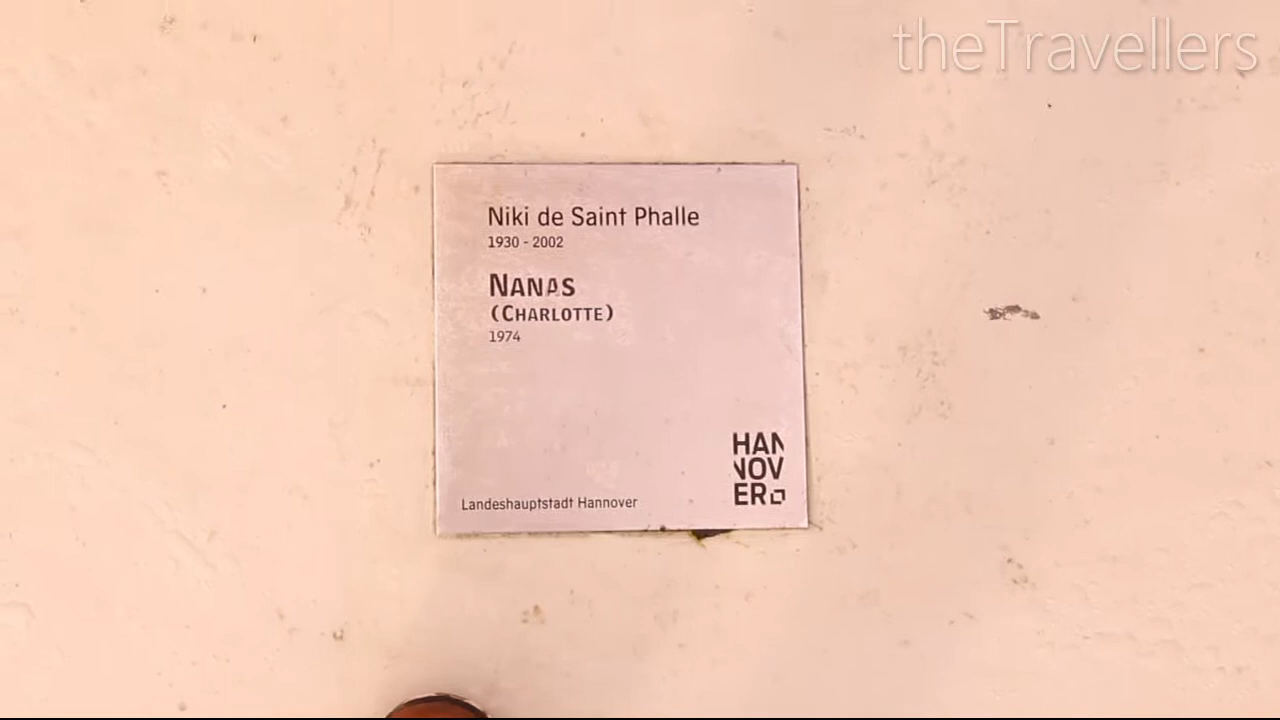 theTravellers
Niki de Saint Phalle
1930 - 2002
NANAS
(CHARLOTTE)
1974
HAN
NOV
ER
Landeshauptstadt Hannover